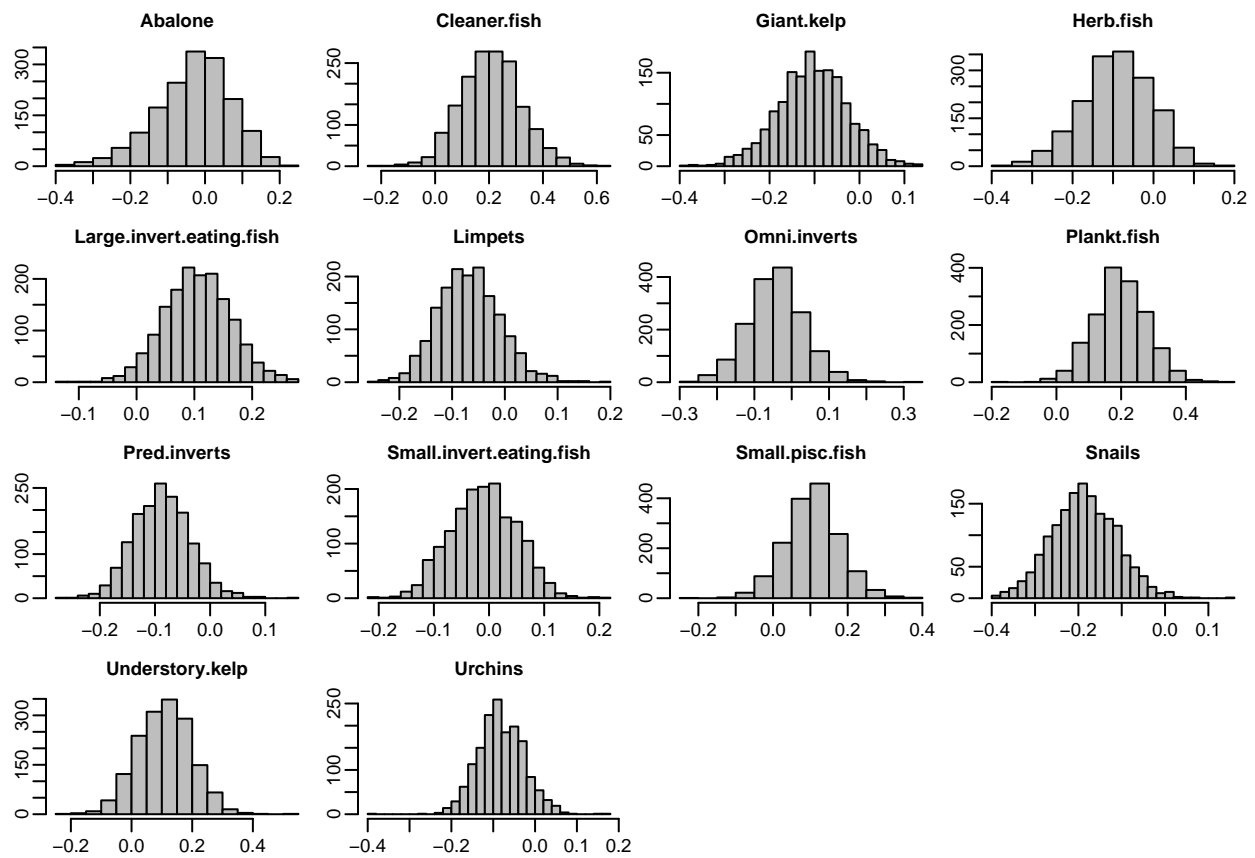 Abalone
0 150 300
−0.4 −0.2 0.0 0.2
Cleaner.fish
0 100 250
−0.2 0.0 0.2 0.4 0.6
Giant.kelp
0 50 150
−0.4 −0.2 0.0 0.1
Herb.fish
0 150 300
−0.4 −0.2 0.0 0.2
Large.invert.eating.fish
0 100 200
−0.1 0.0 0.1 0.2
Limpets
0 50 150
−0.2 −0.1 0.0 0.1 0.2
Omni.inverts
0 200 400
−0.3 −0.1 0.1 0.3
Plankt.fish
0 200 400
−0.2 0.0 0.2 0.4
Pred.inverts
0 100 250
−0.2 −0.1 0.0 0.1
Small.invert.eating.fish
0 100 200
−0.2 −0.1 0.0 0.1 0.2
Small.pisc.fish
0 200 400
−0.2 0.0 0.2 0.4
Snails
0 50 150
−0.4 −0.2 0.0 0.1
Understory.kelp
0 150 300
−0.2 0.0 0.2 0.4
Urchins
0 100 250
−0.4 −0.2 0.0 0.1 0.2